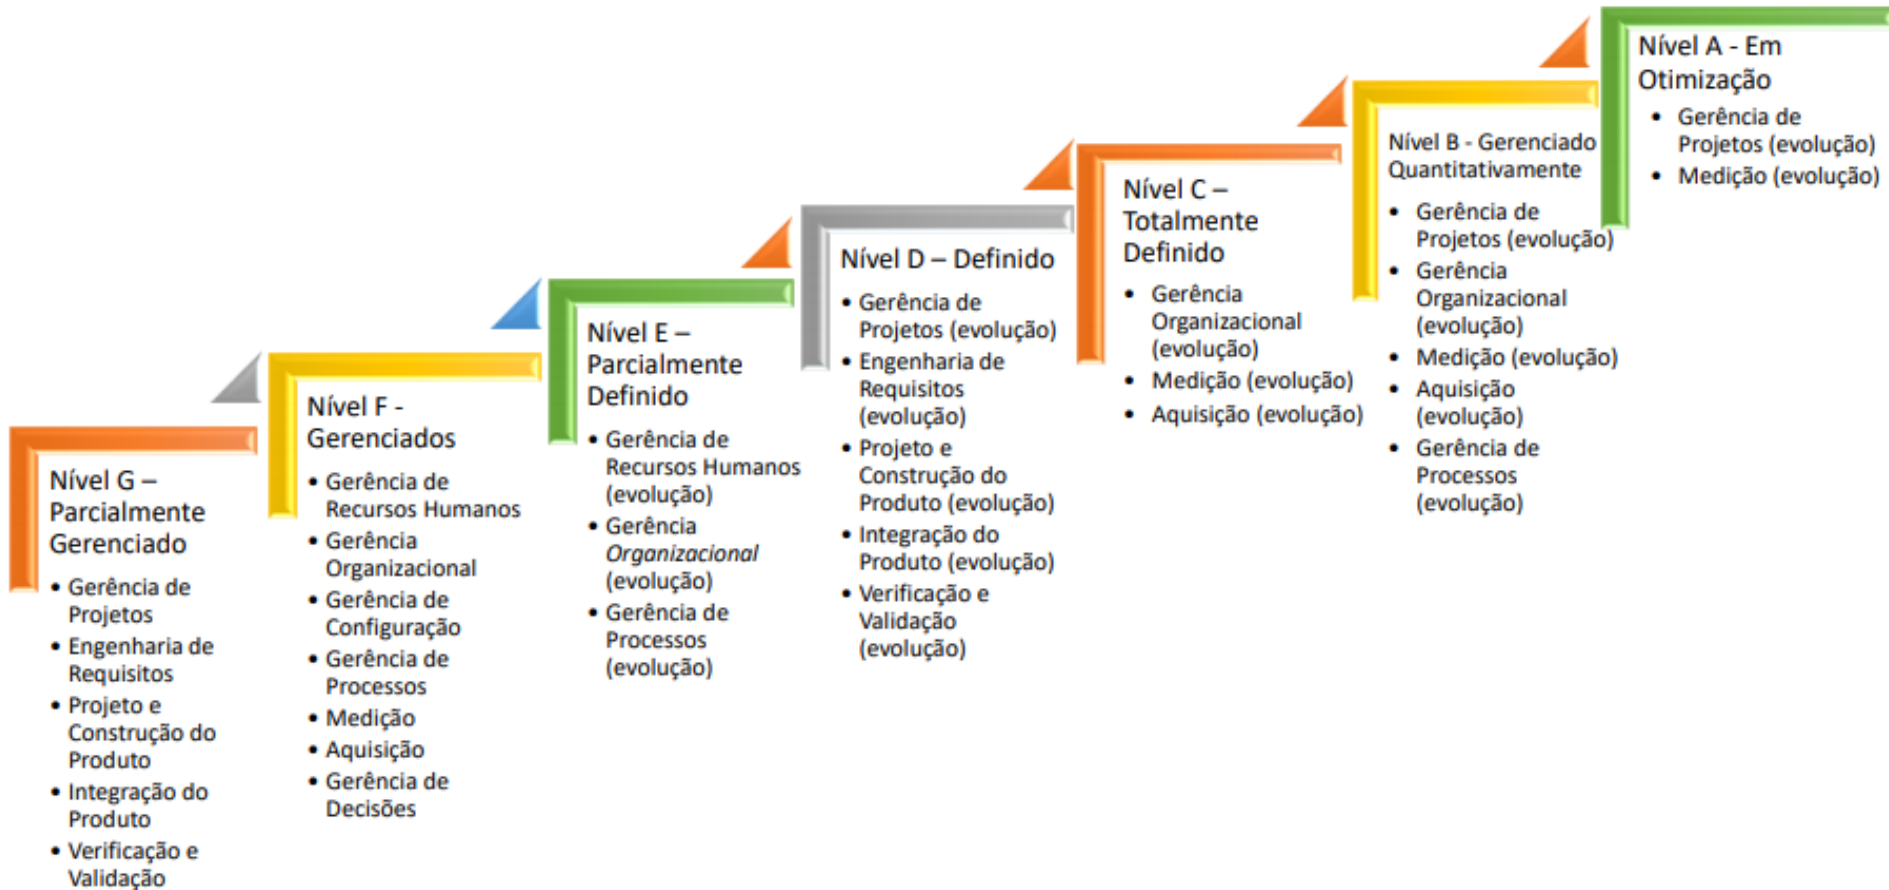 Nível G –
Parcialmente
Gerenciado
• Gerência de
Projetos
• Engenharia de
Requisitos
• Projeto e
Construção do
Produto
• Integração do
Produto
• Verificação e
Validação
Nível F -
Gerenciados
• Gerência de
Recursos Humanos
• Gerência
Organizacional
• Gerência de
Configuração
• Gerência de
Processos
• Medição
• Aquisição
• Gerência de
Decisões
Nível E –
Parcialmente
Definido
• Gerência de
Recursos Humanos
(evolução)
• Gerência
Organizacional
(evolução)
• Gerência de
Processos
(evolução)
Nível D – Definido
• Gerência de
Projetos (evolução)
• Engenharia de
Requisitos
(evolução)
• Projeto e
Construção do
Produto (evolução)
• Integração do
Produto (evolução)
• Verificação e
Validação
(evolução)
Nível C –
Totalmente
Definido
• Gerência
Organizacional
(evolução)
• Medição (evolução)
• Aquisição (evolução)
Nível B - Gerenciado
Quantitativamente
• Gerência de
Projetos (evolução)
• Gerência
Organizacional
(evolução)
• Medição (evolução)
• Aquisição
(evolução)
• Gerência de
Processos
(evolução)
Nível A - Em
Otimização
• Gerência de
Projetos (evolução)
• Medição (evolução)